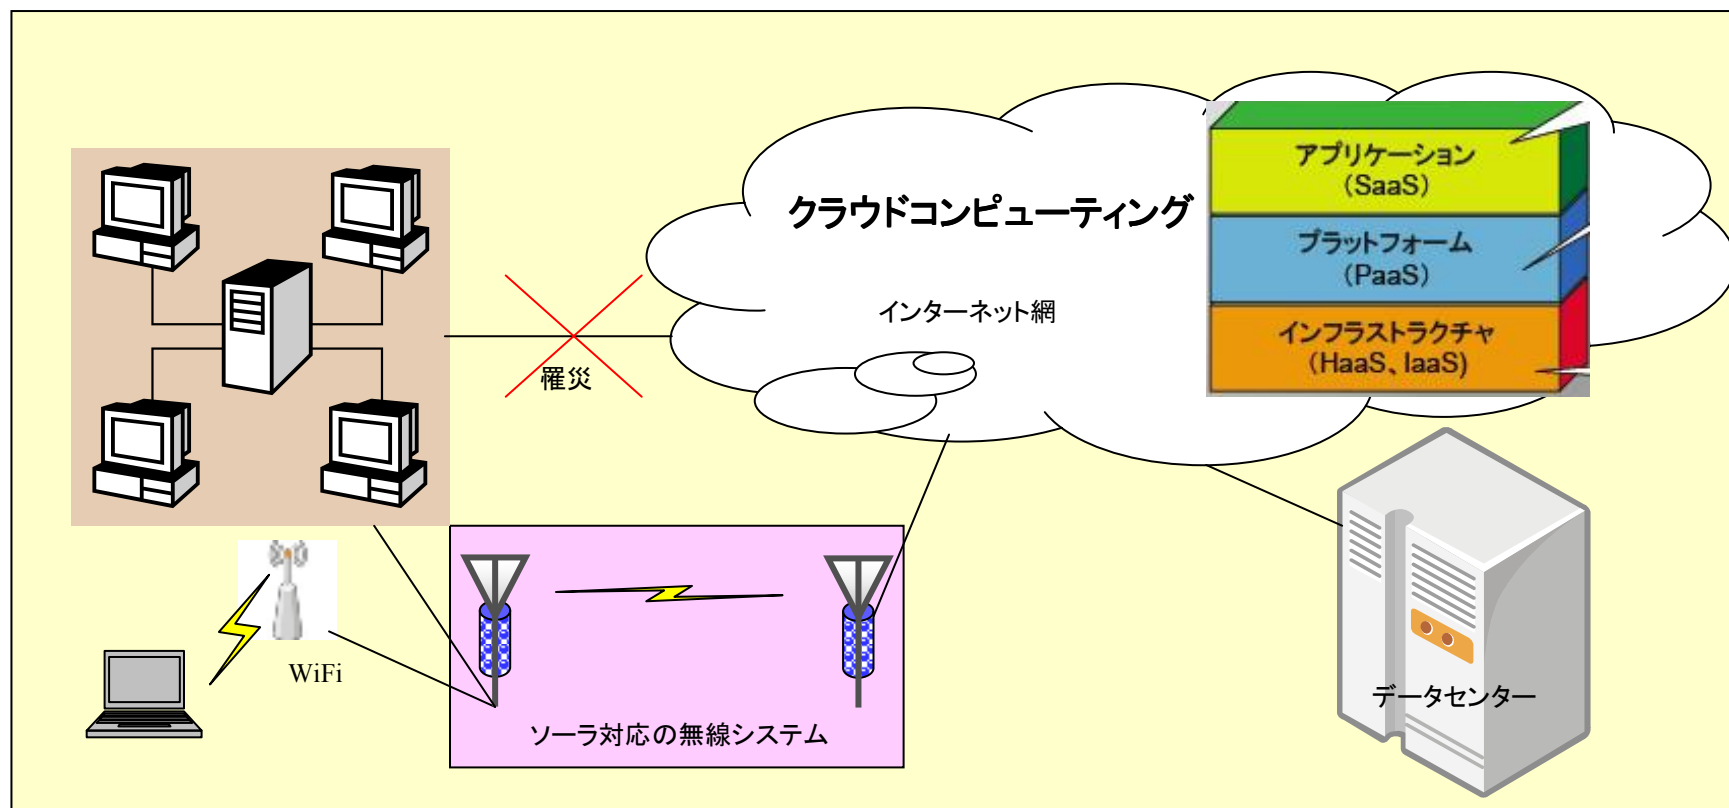 クラウドコンピューティング
インターネット網
アプリケーション
(SaaS)
プラットフォーム
(PaaS)
インフラストラクチャ
(HaaS、IaaS)
罹災
WiFi
ソーラ対応の無線システム
データセンター